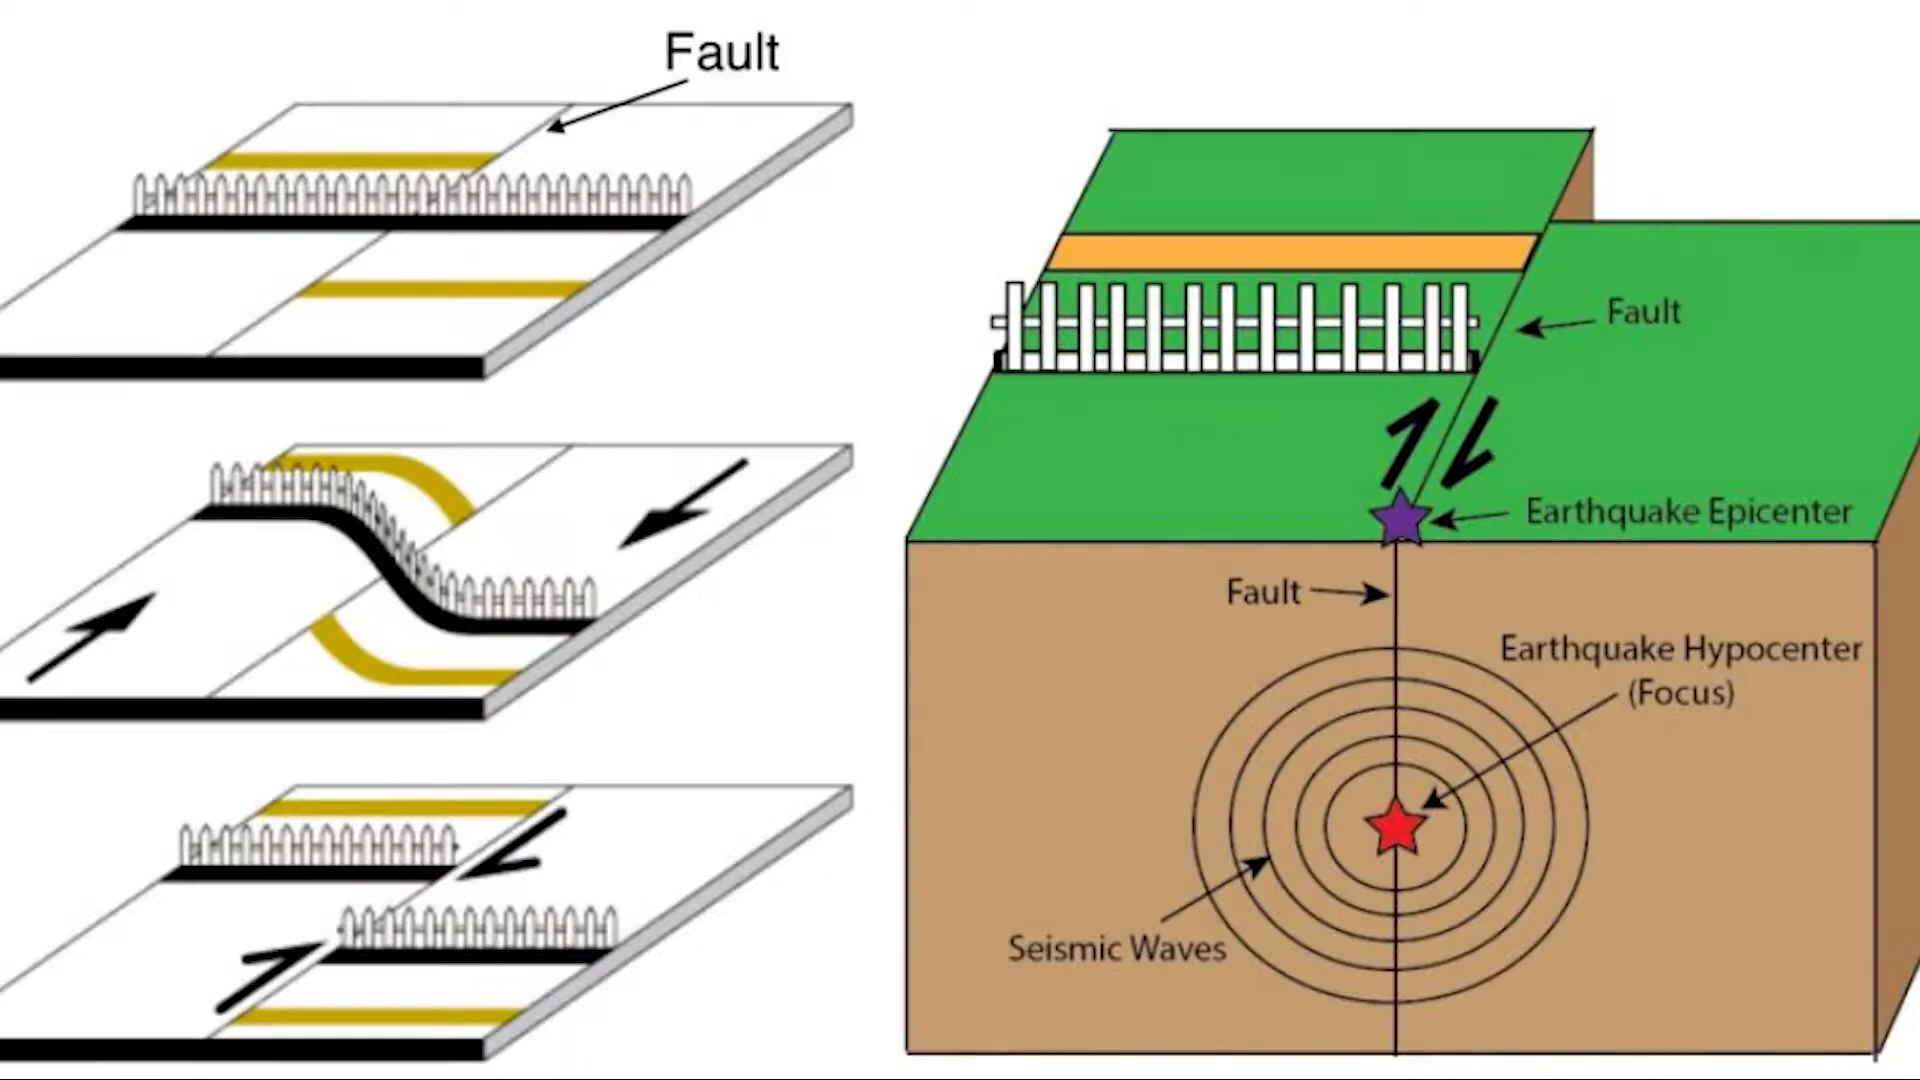 Fault
Fault
Earthquake Epicenter
Fault
Earthquake Hypocenter
(Focus)
Seismic Waves